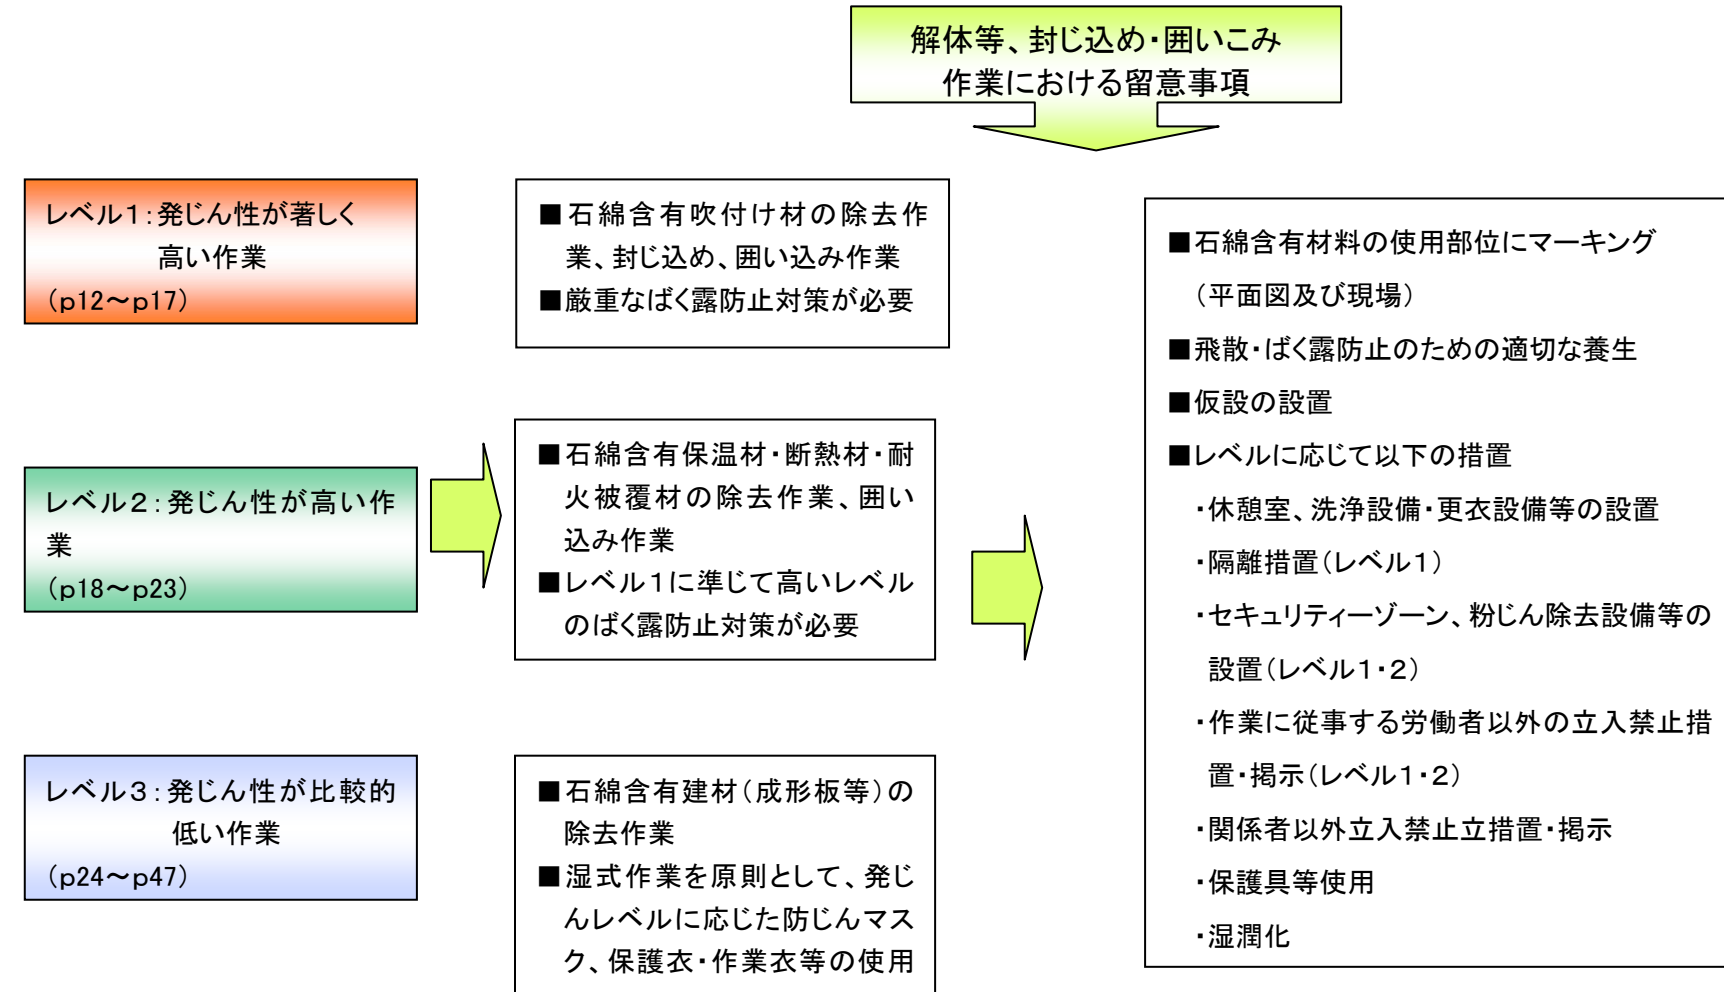 解体等、封じ込め・囲いこみ
作業における留意事項
レベル１：発じん性が著しく
高い作業
（p12～p17）
■石綿含有吹付け材の除去作
業、封じ込め、囲い込み作業
■厳重なばく露防止対策が必要
レベル２：発じん性が高い作
業
（p18～p23）
■石綿含有保温材・断熱材・耐
火被覆材の除去作業、囲い
込み作業
■レベル１に準じて高いレベル
のばく露防止対策が必要
レベル３：発じん性が比較的
低い作業
（p24～p47）
■石綿含有建材（成形板等）の
除去作業
■湿式作業を原則として、発じ
んレベルに応じた防じんマス
ク、保護衣・作業衣等の使用
■石綿含有材料の使用部位にマーキング
（平面図及び現場）
■飛散・ばく露防止のための適切な養生
■仮設の設置
■レベルに応じて以下の措置
・休憩室、洗浄設備・更衣設備等の設置
・隔離措置（レベル１）
・セキュリティーゾーン、粉じん除去設備等の
設置（レベル１・２）
・作業に従事する労働者以外の立入禁止措
置・掲示（レベル１・２）
・関係者以外立入禁止立措置・掲示
・保護具等使用
・湿潤化